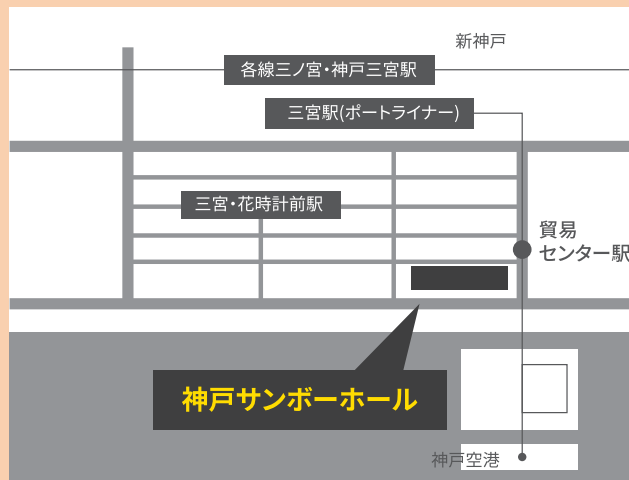 新神戸
各線三ノ宮・神戸三宮駅
三宮駅(ポートライナー)
三宮・花時計前駅
貿易
センター駅
神戸サンボーホール
神戸空港